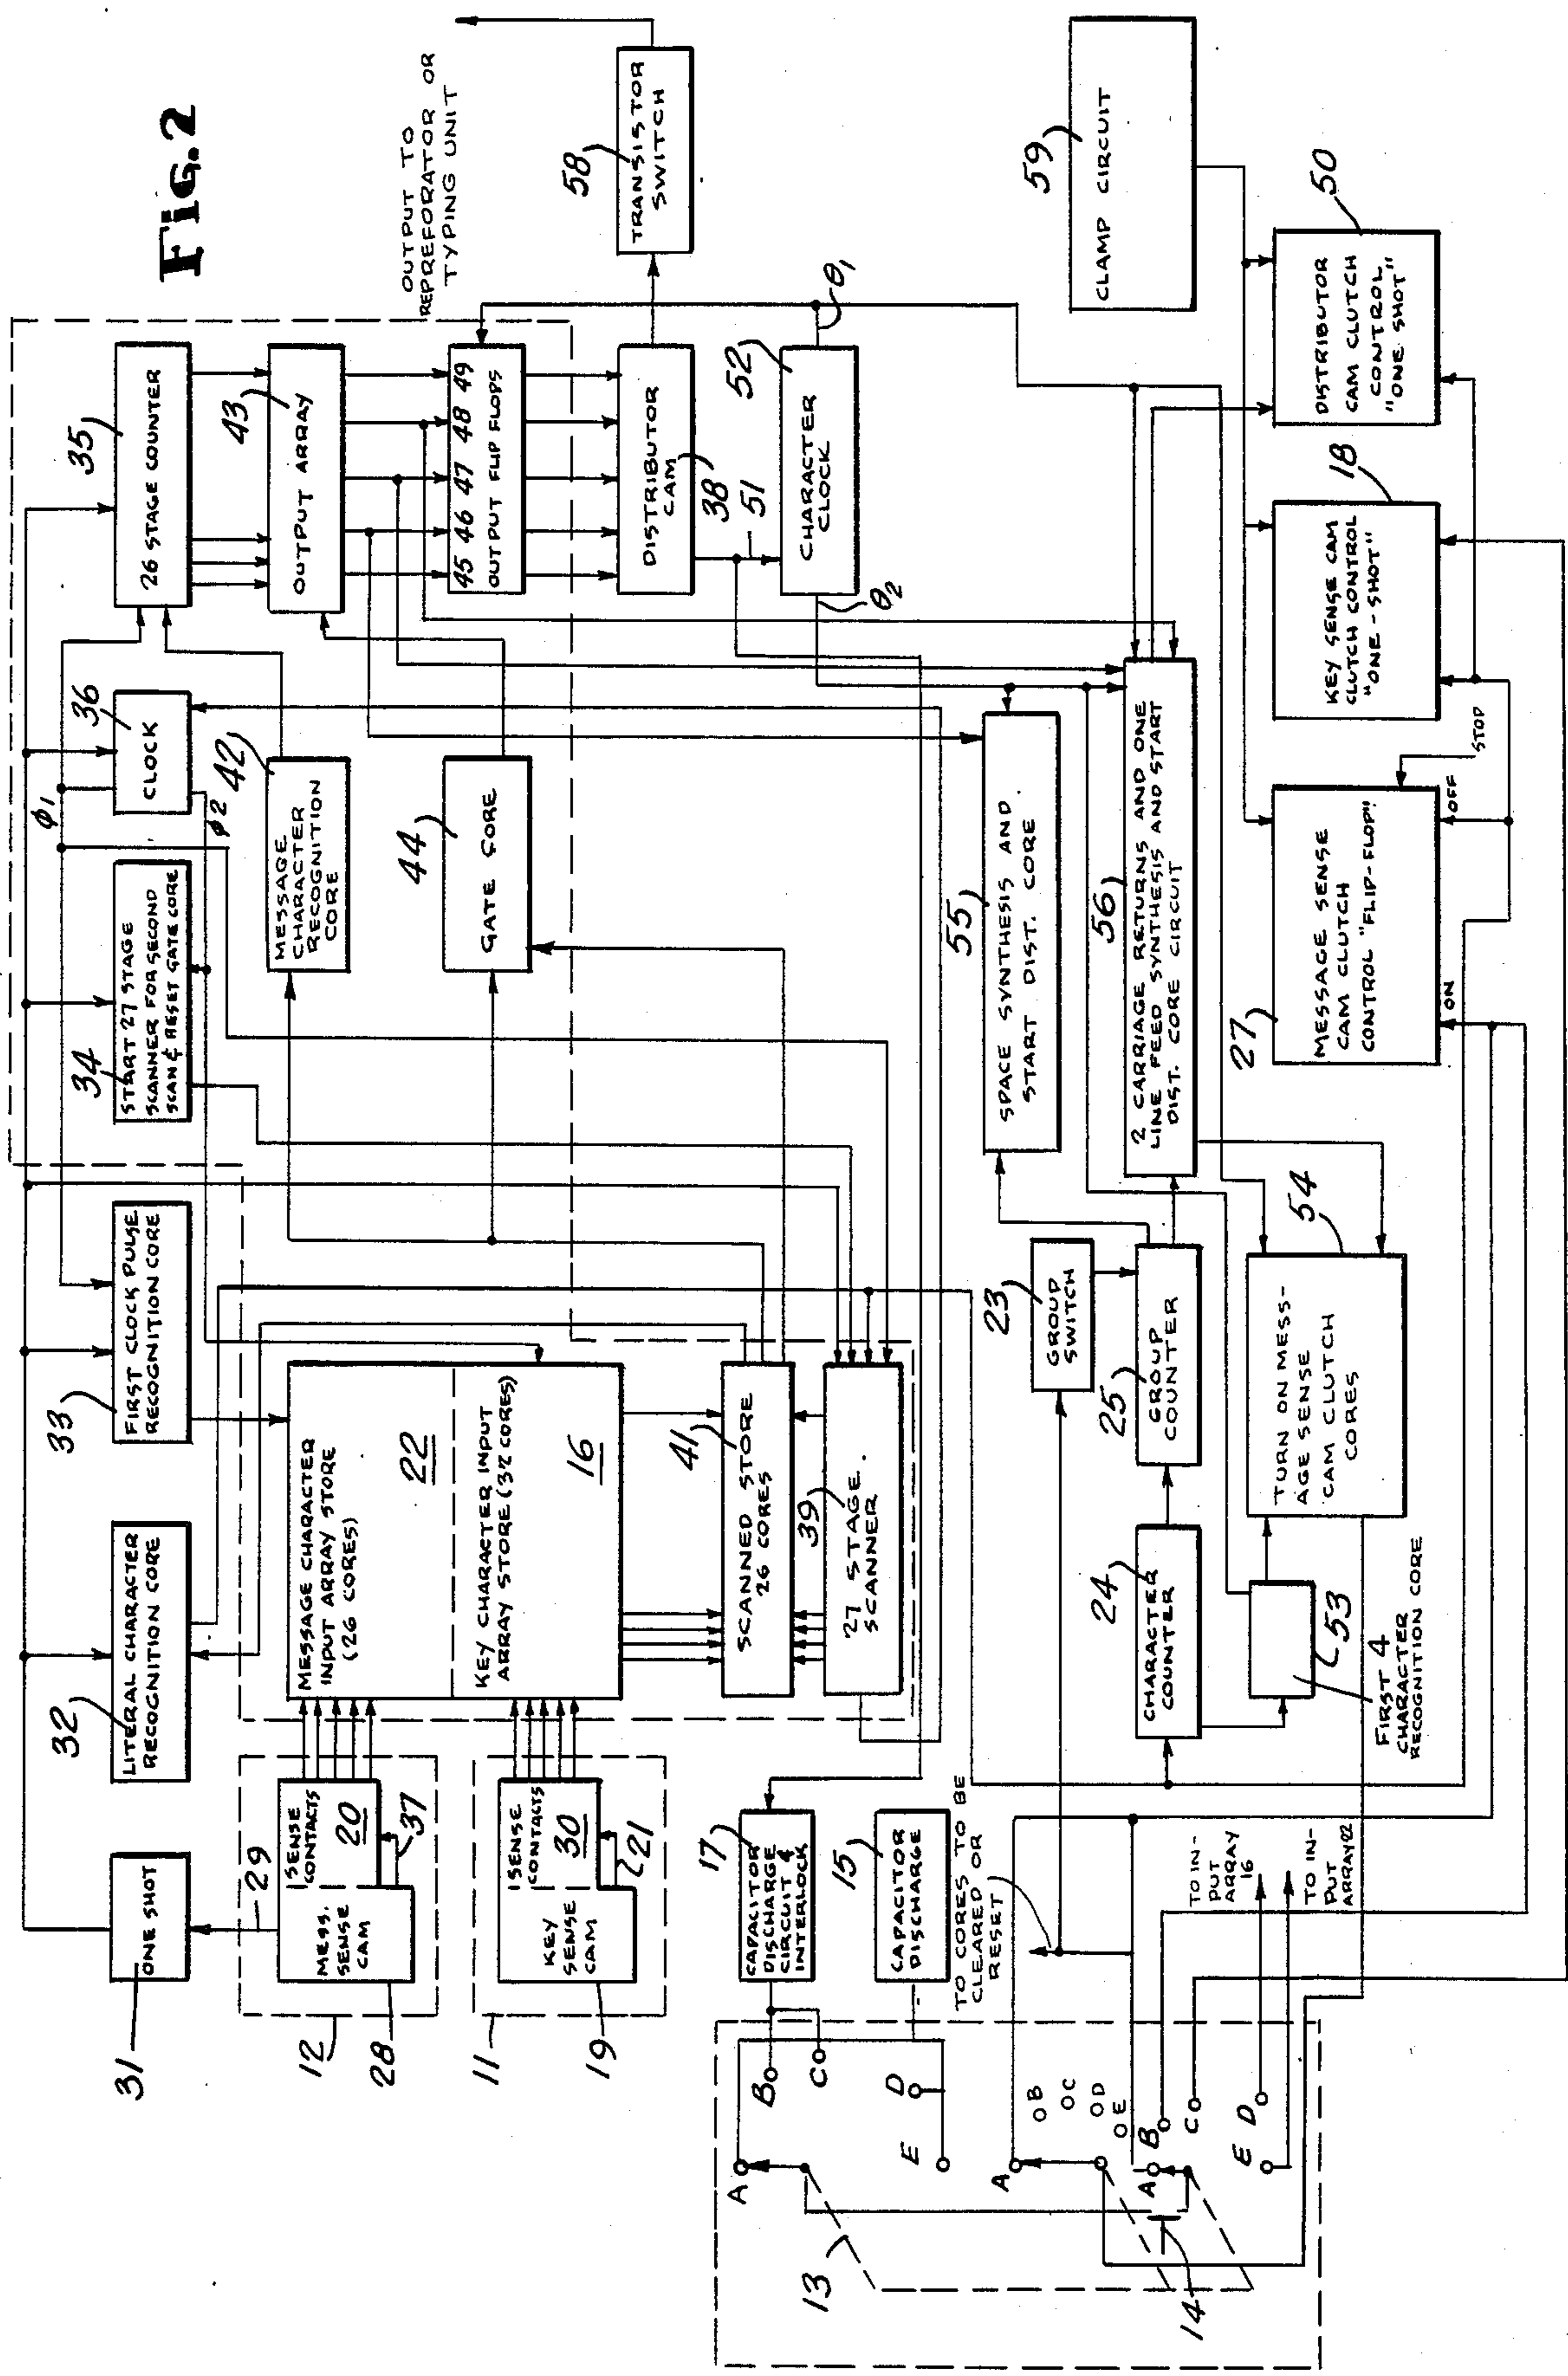 Fig. 2
31
ONE SHOT
32
LITERAL CHARACTER
RECOGNITION CORE
33
FIRST CLOCK PULSE
RECOGNITION CORE
34
START 27 STAGE
SCANNER FOR SECOND
SCAN & RESET GATE CORE
ϕ1
36
CLOCK
ϕ2
35
26 STAGE COUNTER
29
12
28
MESS.
SENSE
CAM
SENSE
CONTACTS
20
37
11
19
KEY
SENSE
CAM
SENSE
CONTACTS
30
21
MESSAGE CHARACTER
INPUT ARRAY STORE
(26 CORES)
22
KEY CHARACTER INPUT
ARRAY STORE (32 CORES)
16
41
SCANNED STORE
26 CORES
39
27 STAGE
SCANNER
42
MESSAGE
CHARACTER
RECOGNITION
CORE
44
GATE CORE
43
OUTPUT ARRAY
45 46 47 48 49
OUTPUT FLIP FLOPS
DISTRIBUTOR
CAM
38
51
52
CHARACTER
CLOCK
θ1
θ2
OUTPUT TO
REPREFORATOR OR
TYPING UNIT
58
TRANSISTOR
SWITCH
17
CAPACITOR
DISCHARGE
CIRCUIT &
INTERLOCK
15
CAPACITOR
DISCHARGE
TO CORES TO BE
CLEARED OR
RESET
A
B
C
D
E
A
B
C
D
E
A
B
C
D
E
13
14
TO IN-
PUT
ARRAY
16
TO IN-
PUT
ARRAY 22
23
GROUP
SWITCH
24
CHARACTER
COUNTER
25
GROUP
COUNTER
53
FIRST 4
CHARACTER
RECOGNITION CORE
54
TURN ON MESS-
AGE SENSE
CAM CLUTCH
CORES
55
SPACE SYNTHESIS AND
START DIST. CORE
56
2 CARRIAGE RETURNS AND ONE
LINE FEED SYNTHESIS AND START
DIST. CORE CIRCUIT
59
CLAMP CIRCUIT
27
MESSAGE SENSE
CAM CLUTCH
CONTROL "FLIP-FLOP"
ON
OFF
STOP
18
KEY SENSE CAM
CLUTCH CONTROL
"ONE-SHOT"
50
DISTRIBUTOR
CAM CLUTCH
CONTROL
"ONE SHOT"